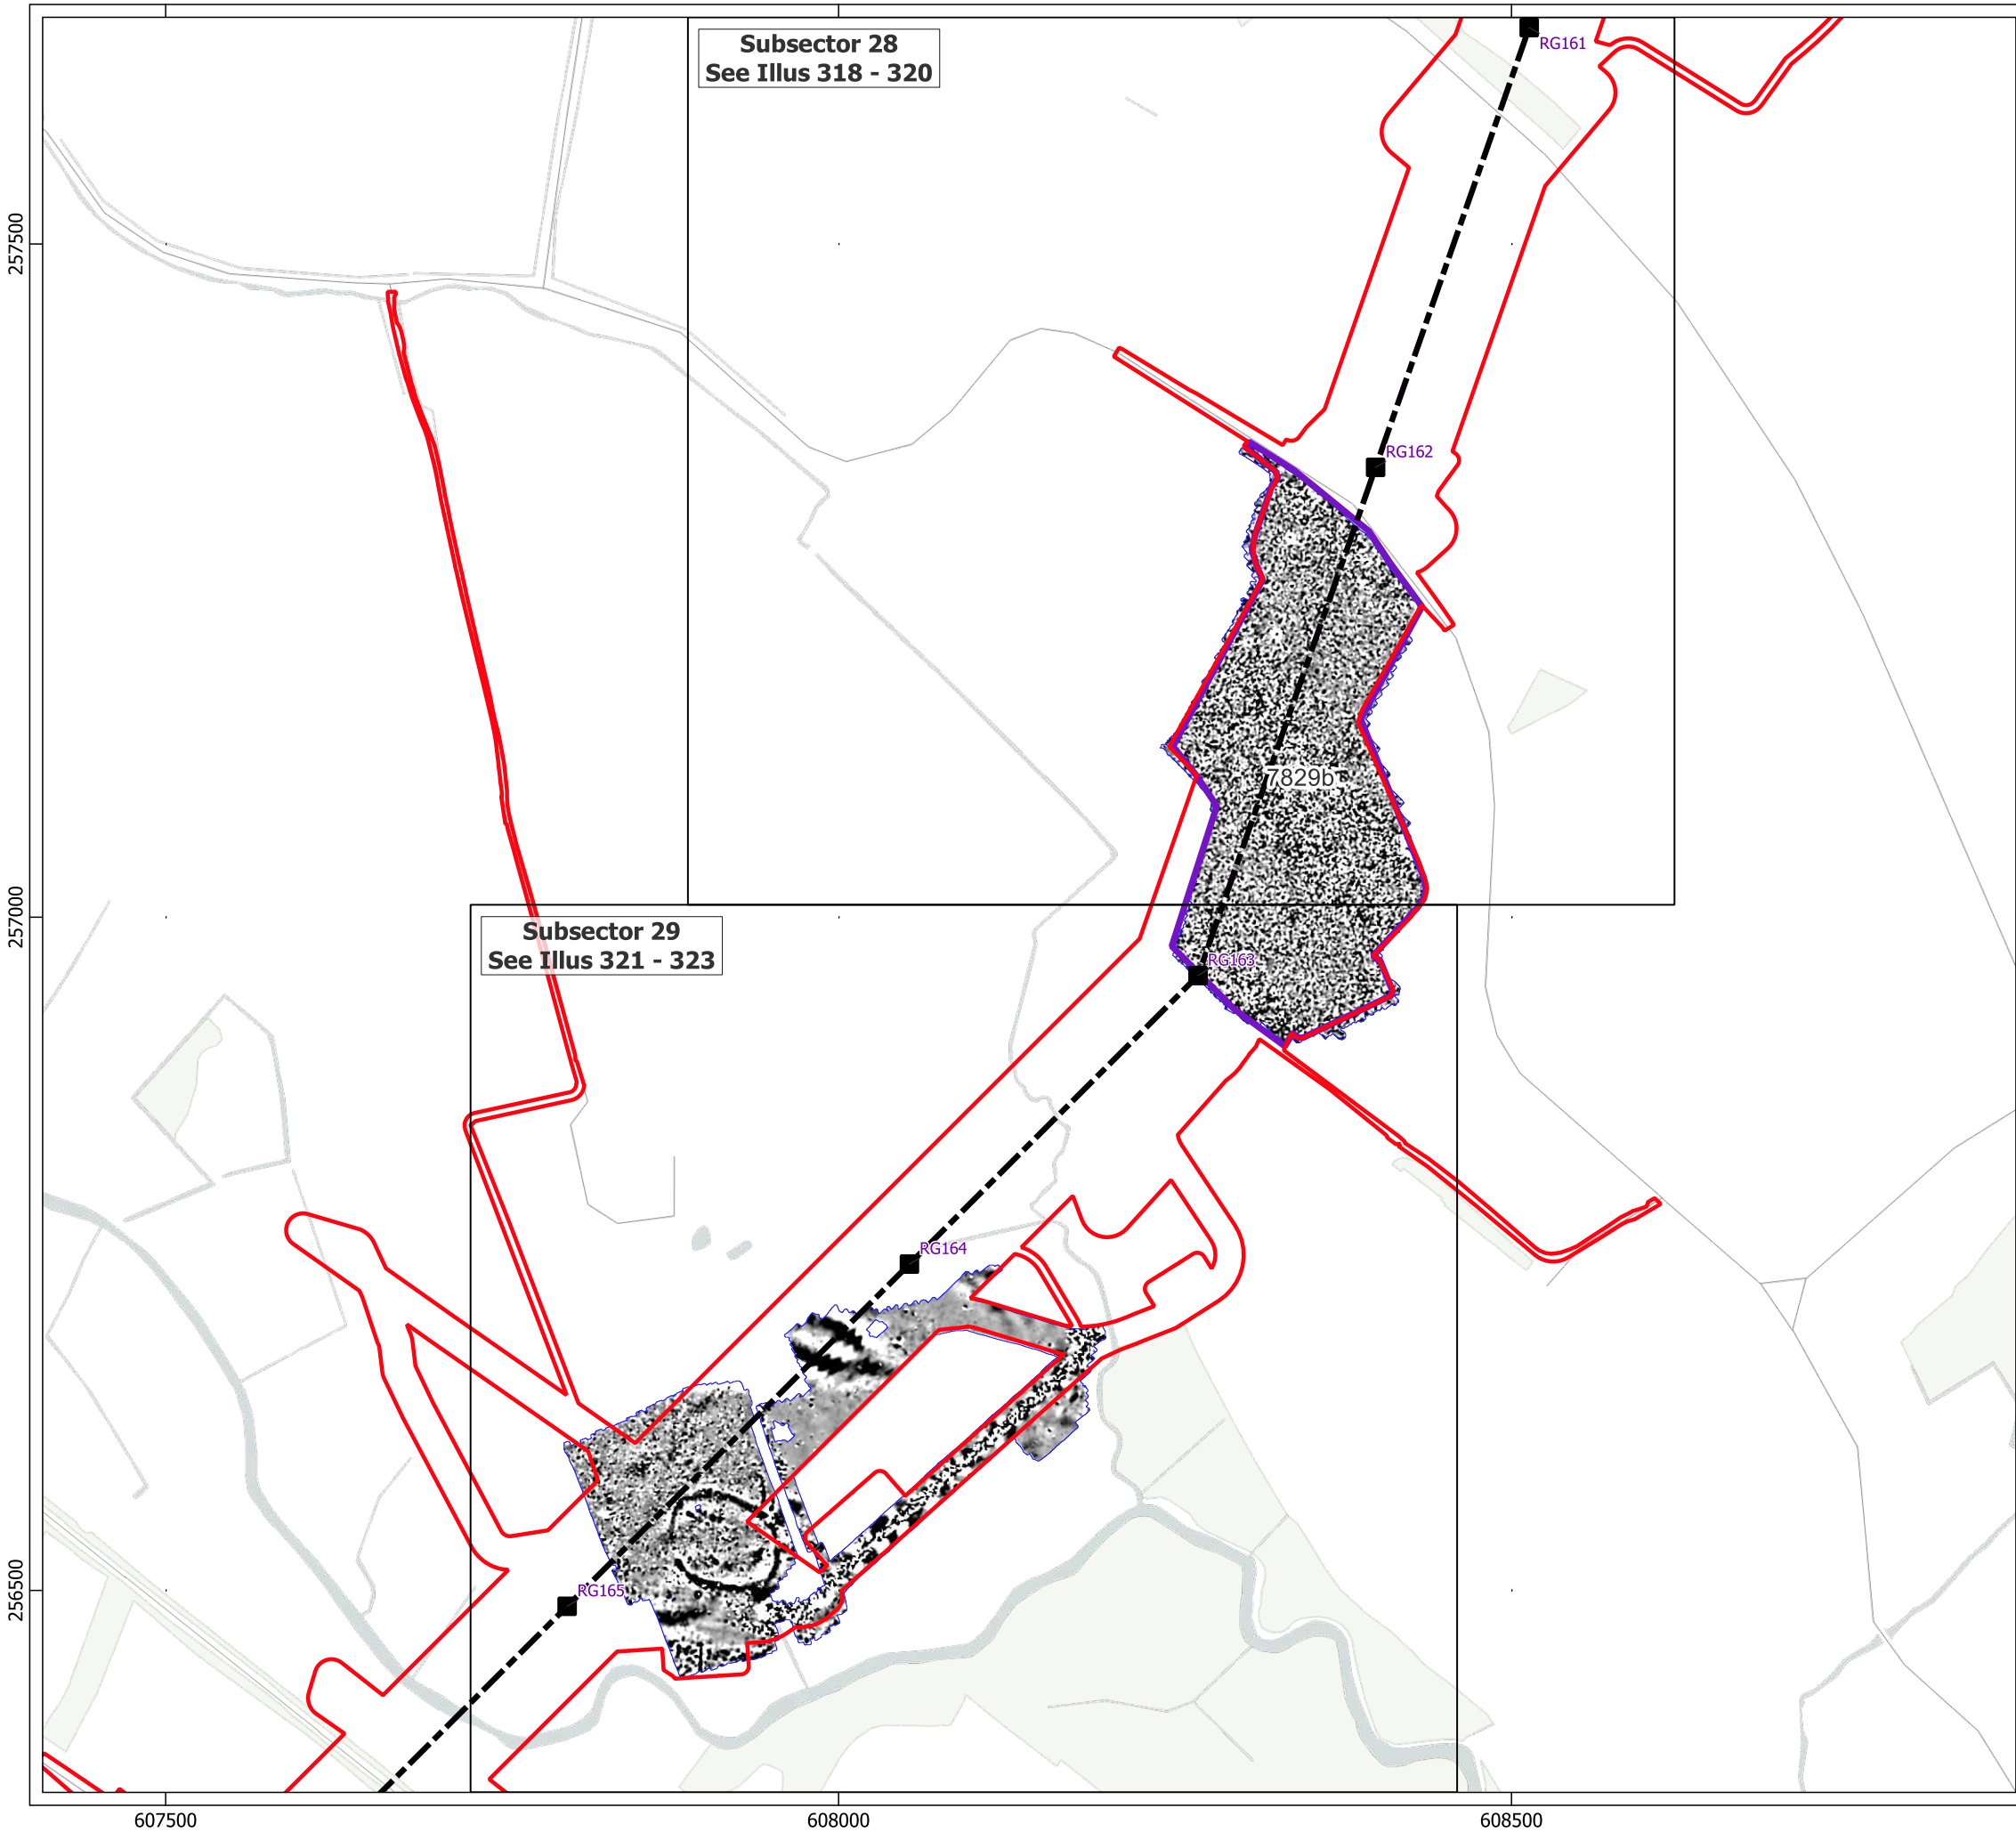 Subsector 28
See Illus 318 - 320
RG161
257500
RG162
7829b
257000
Subsector 29
See Illus 321 - 323
RG163
RG164
256500
RG165
607500
608000
608500